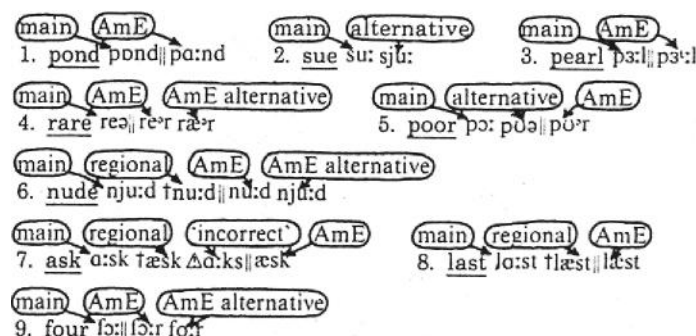 main AmE main alternative main AmE
1. pond pɒnd‖pɑːnd 2. sue suː sjuː 3. pearl pɜːl‖pɝːl
main AmE AmE alternative main alternative AmE
4. rare reə‖reᵊr ræᵊr 5. poor pɔː pʊə‖pʊᵊr
main regional AmE AmE alternative
6. nude njuːd †nuːd‖nuːd njuːd
main regional 'incorrect' AmE main regional AmE
7. ask ɑːsk †æsk ⚠ɑːks‖æsk 8. last lɑːst †læst‖læst
main AmE AmE alternative
9. four fɔː‖fɔːr foʊr